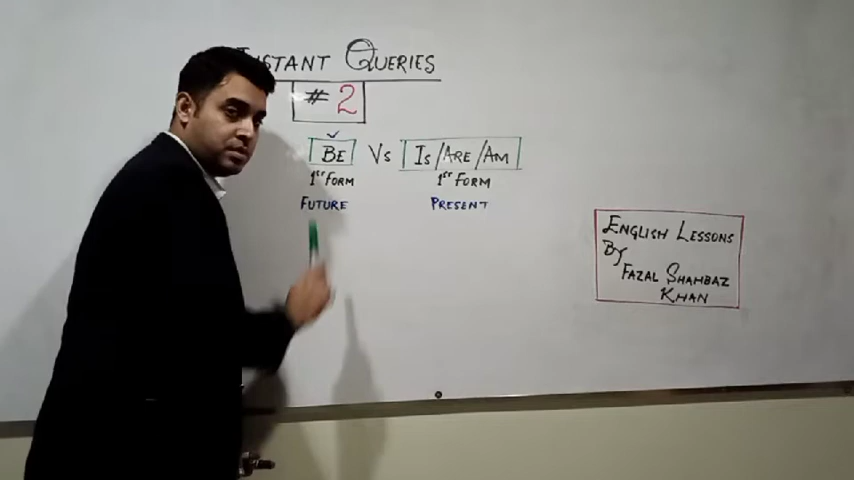 INSTANT QUERIES
# 2
BE Vs IS/ARE/AM
1ST FORM 1ST FORM
FUTURE PRESENT
ENGLISH LESSONS
By
FAZAL SHAHBAZ
KHAN